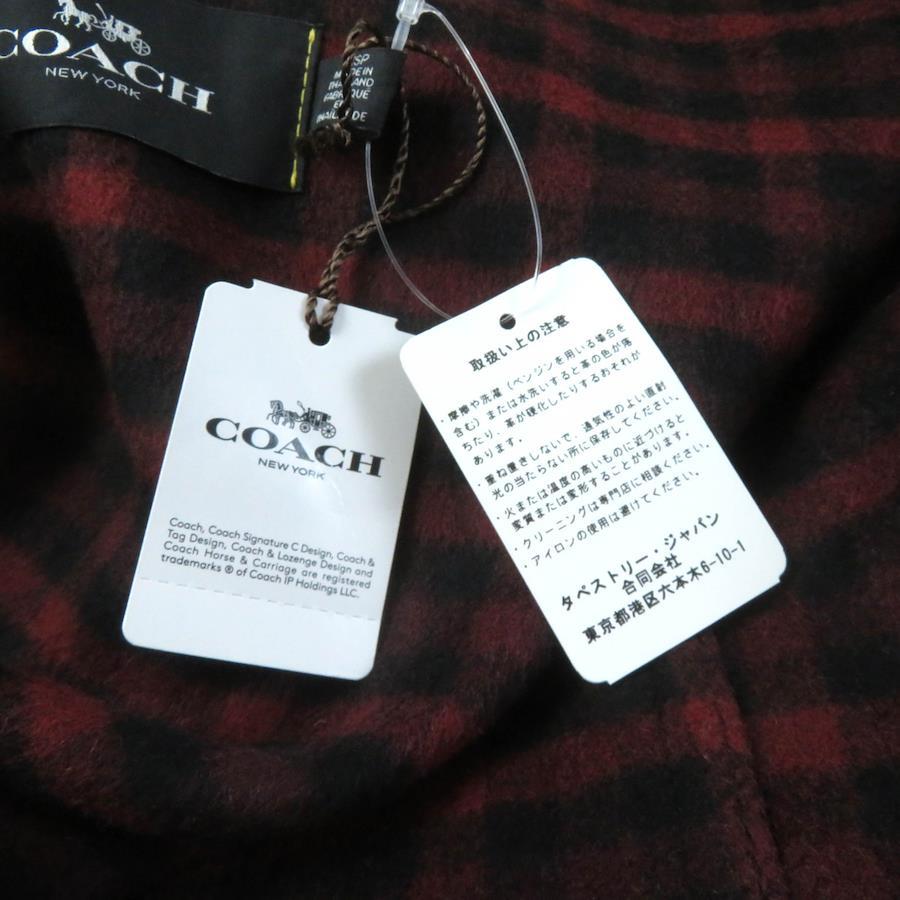 COACH
NEW YORK
SP
MADE IN
THAILAND
FABRIQUÉ
EN
THAÏLANDE
COACH
NEW YORK
Coach, Coach Signature C Design, Coach &
Tag Design, Coach & Lozenge Design and
Coach Horse & Carriage are registered
trademarks ® of Coach IP Holdings LLC.
取扱い上の注意
・摩擦や洗濯（ベンジンを用いる場合を
含む）または水洗いすると革の色が落
ちたり、革が硬化したりするおそれが
あります。
・重ね置きしないで、通気性のよい直射
光の当たらない所に保存してください。
・火または温度の高いものに近づけると
変質または変形することがあります。
・クリーニングは専門店に相談ください。
・アイロンの使用は避けてください。
タペストリー・ジャパン
合同会社
東京都港区六本木6-10-1